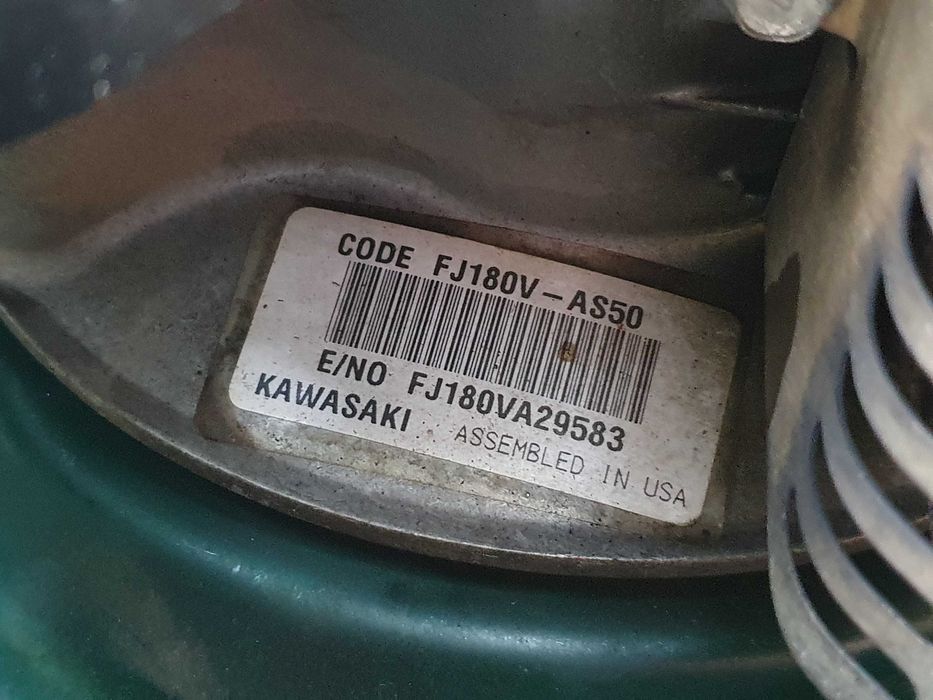 CODE FJ180V-AS50
E/NO FJ180VA29583
KAWASAKI ASSEMBLED IN USA